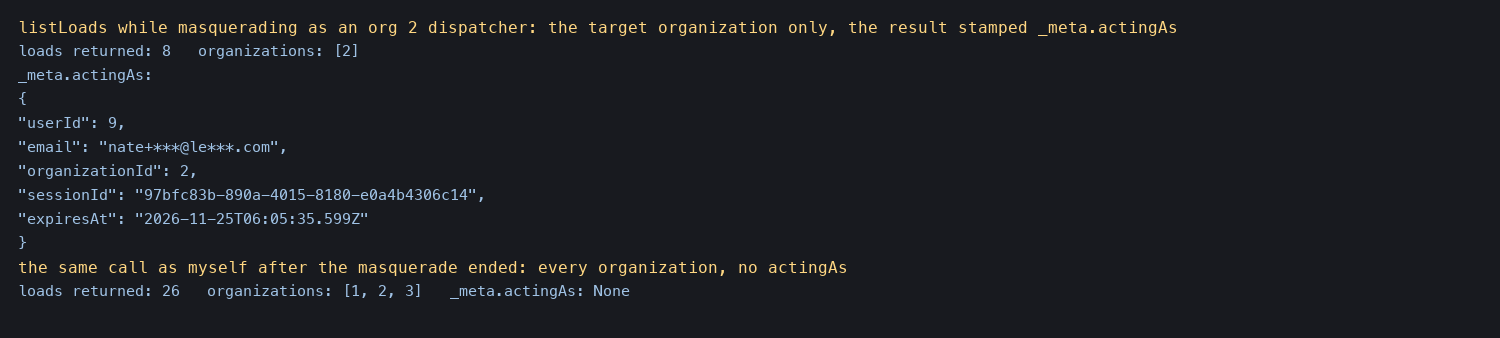 listLoads while masquerading as an org 2 dispatcher: the target organization only, the result stamped _meta.actingAs
loads returned: 8   organizations: [2]
_meta.actingAs:
{
"userId": 9,
"email": "nate+***@le***.com",
"organizationId": 2,
"sessionId": "97bfc83b-890a-4015-8180-e0a4b4306c14",
"expiresAt": "2026-11-25T06:05:35.599Z"
}
the same call as myself after the masquerade ended: every organization, no actingAs
loads returned: 26   organizations: [1, 2, 3]   _meta.actingAs: None